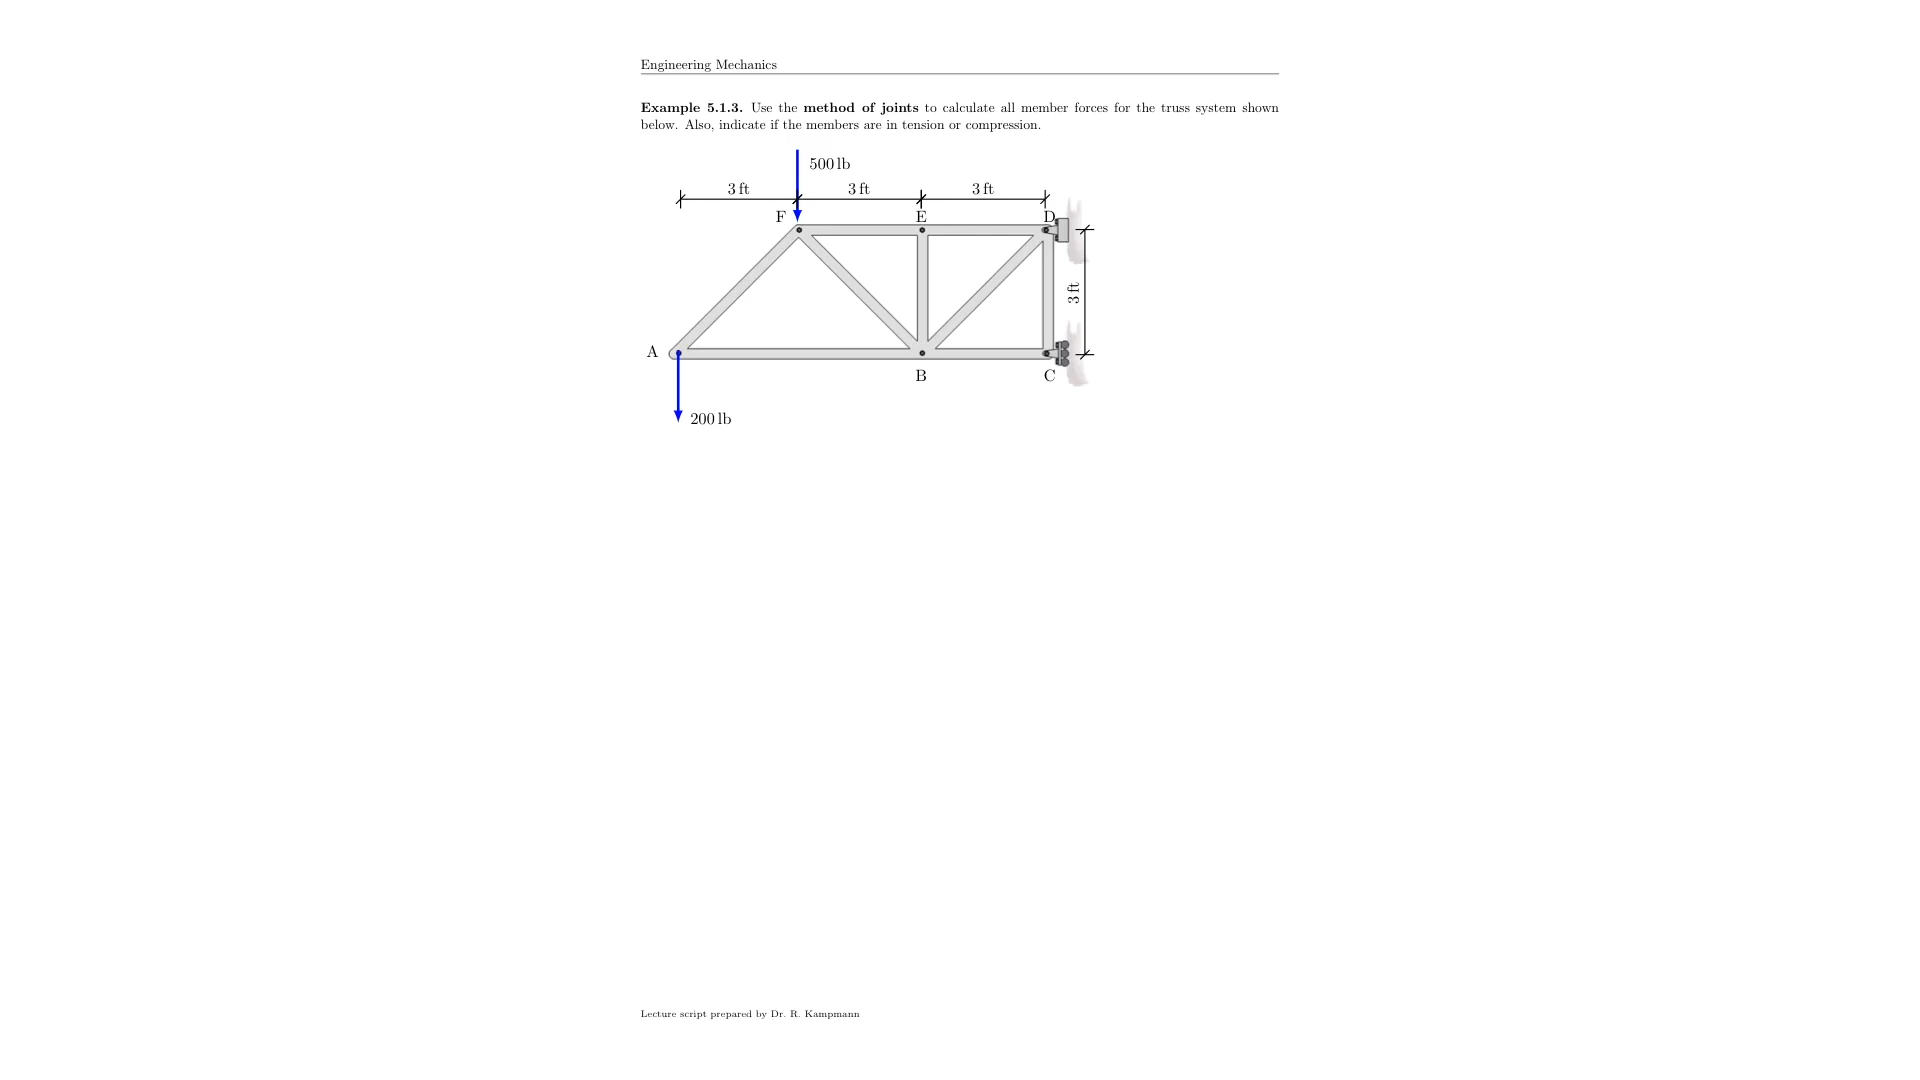 Engineering Mechanics
Example 5.1.3. Use the method of joints to calculate all member forces for the truss system shown
below. Also, indicate if the members are in tension or compression.
500 lb
3 ft 3 ft 3 ft
F E D
3 ft
A
B C
200 lb
Lecture script prepared by Dr. R. Kampmann